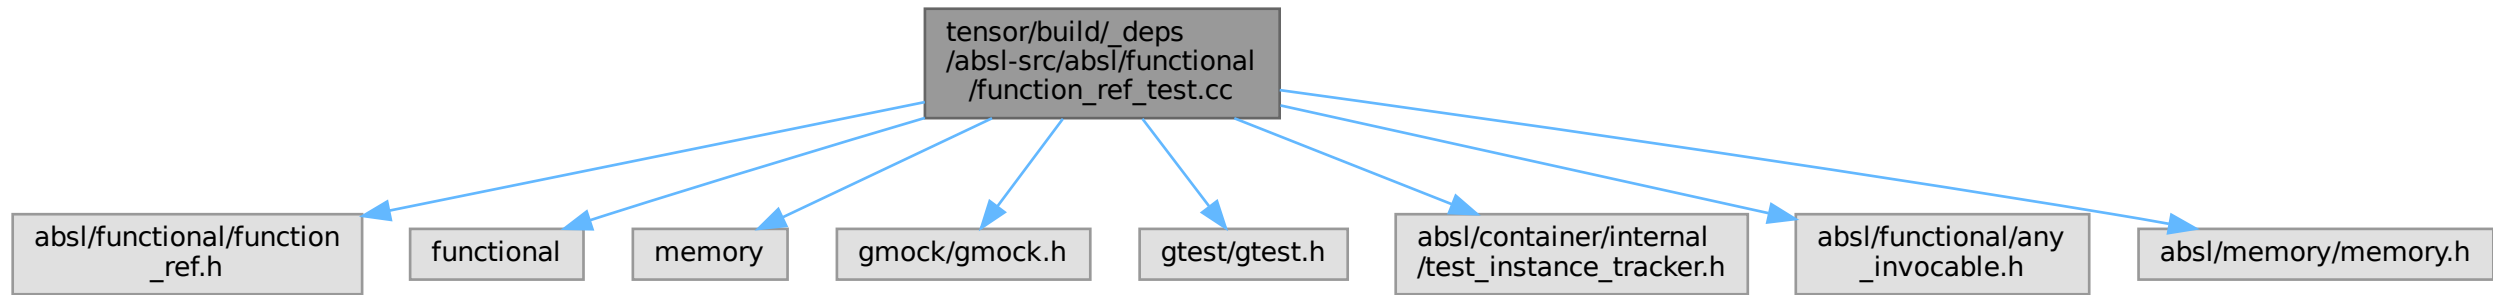 tensor/build/_deps
/absl-src/absl/functional
/function_ref_test.cc
absl/functional/function
_ref.h
functional
memory
gmock/gmock.h
gtest/gtest.h
absl/container/internal
/test_instance_tracker.h
absl/functional/any
_invocable.h
absl/memory/memory.h